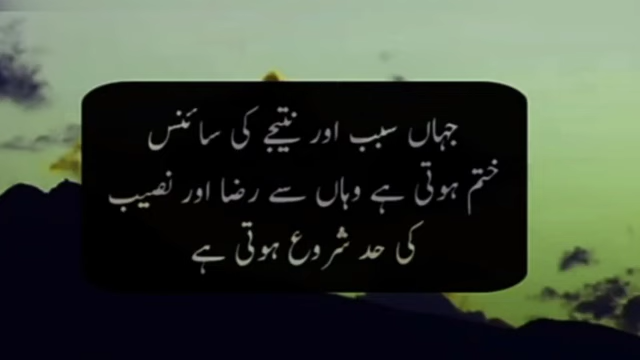 جہاں سبب اور نتیجے کی سائنس
ختم ہوتی ہے وہاں سے رضا اور نصیب
کی حد شروع ہوتی ہے